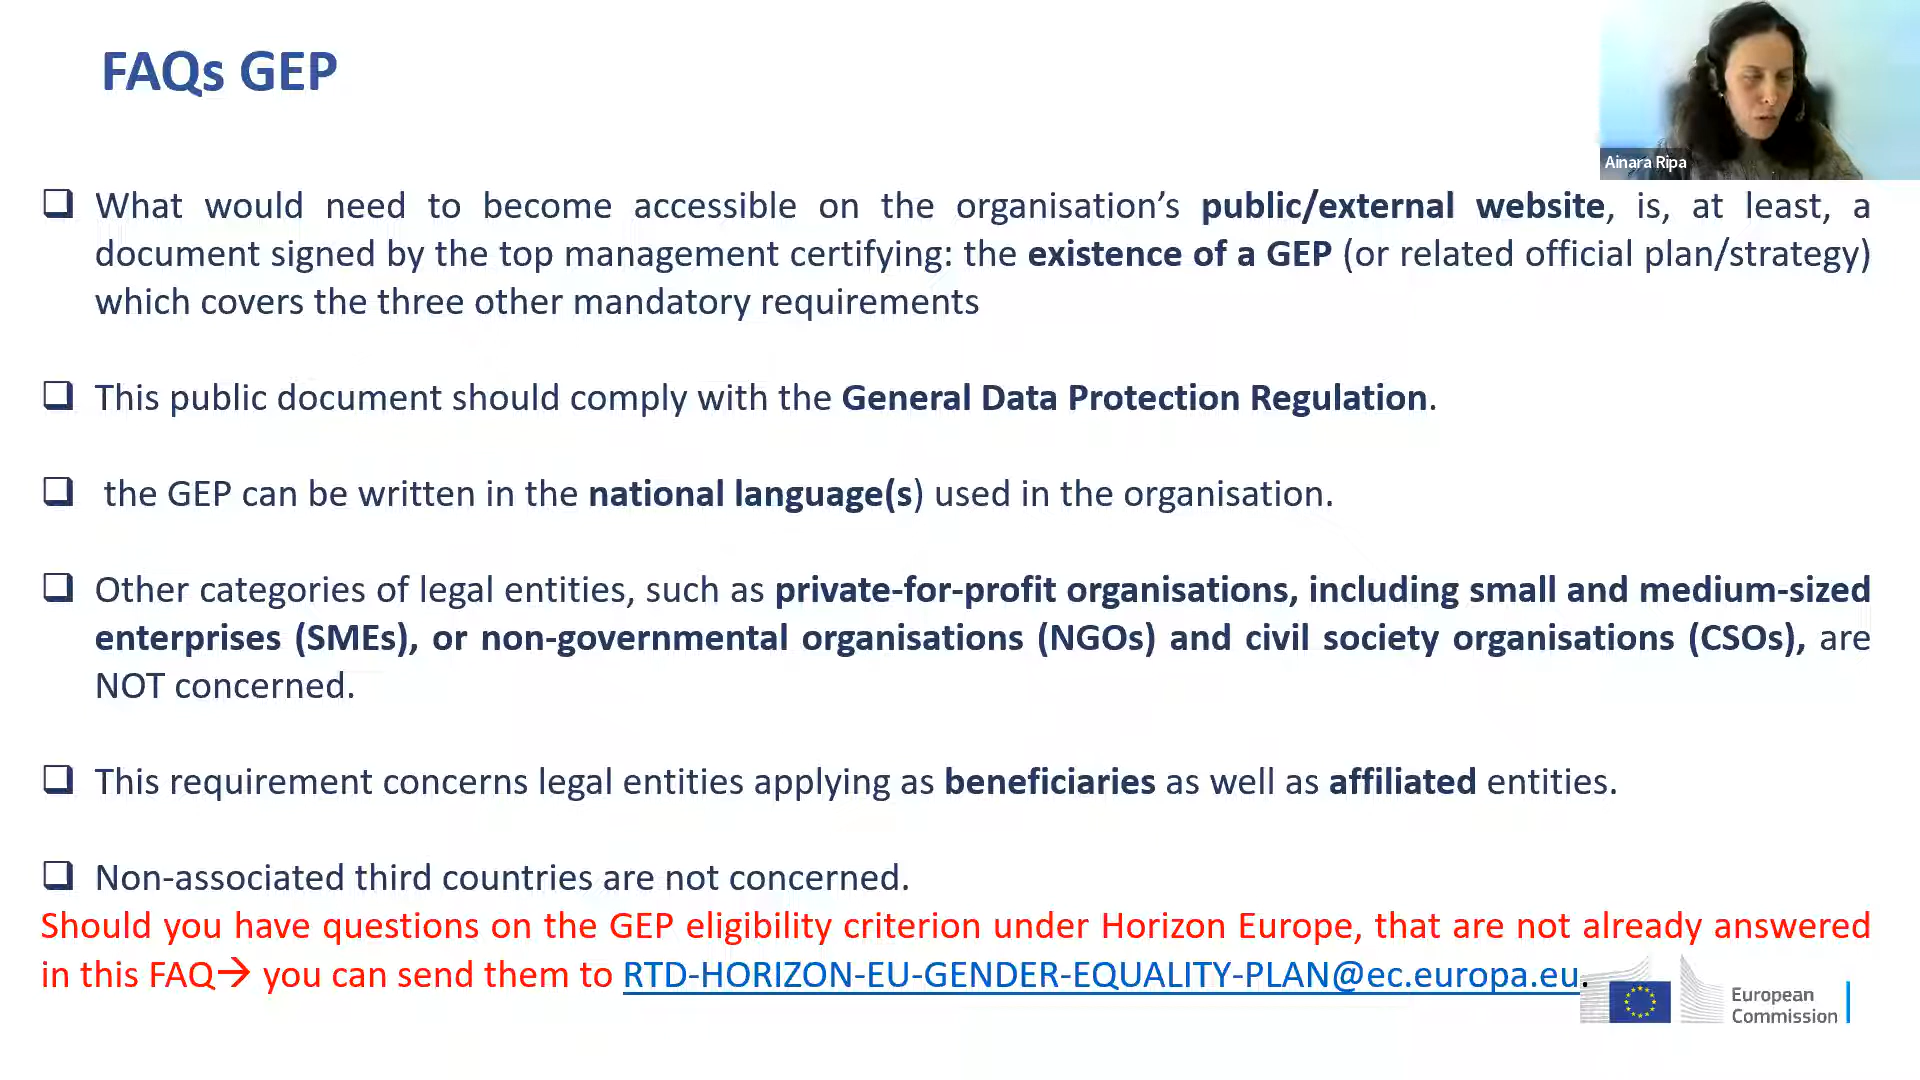 FAQs GEP
Ainara Ripa
What would need to become accessible on the organisation’s public/external website, is, at least, a
document signed by the top management certifying: the existence of a GEP (or related official plan/strategy)
which covers the three other mandatory requirements
This public document should comply with the General Data Protection Regulation.
the GEP can be written in the national language(s) used in the organisation.
Other categories of legal entities, such as private-for-profit organisations, including small and medium-sized
enterprises (SMEs), or non-governmental organisations (NGOs) and civil society organisations (CSOs), are
NOT concerned.
This requirement concerns legal entities applying as beneficiaries as well as affiliated entities.
Non-associated third countries are not concerned.
Should you have questions on the GEP eligibility criterion under Horizon Europe, that are not already answered
in this FAQ→ you can send them to RTD-HORIZON-EU-GENDER-EQUALITY-PLAN@ec.europa.eu.
European
Commission